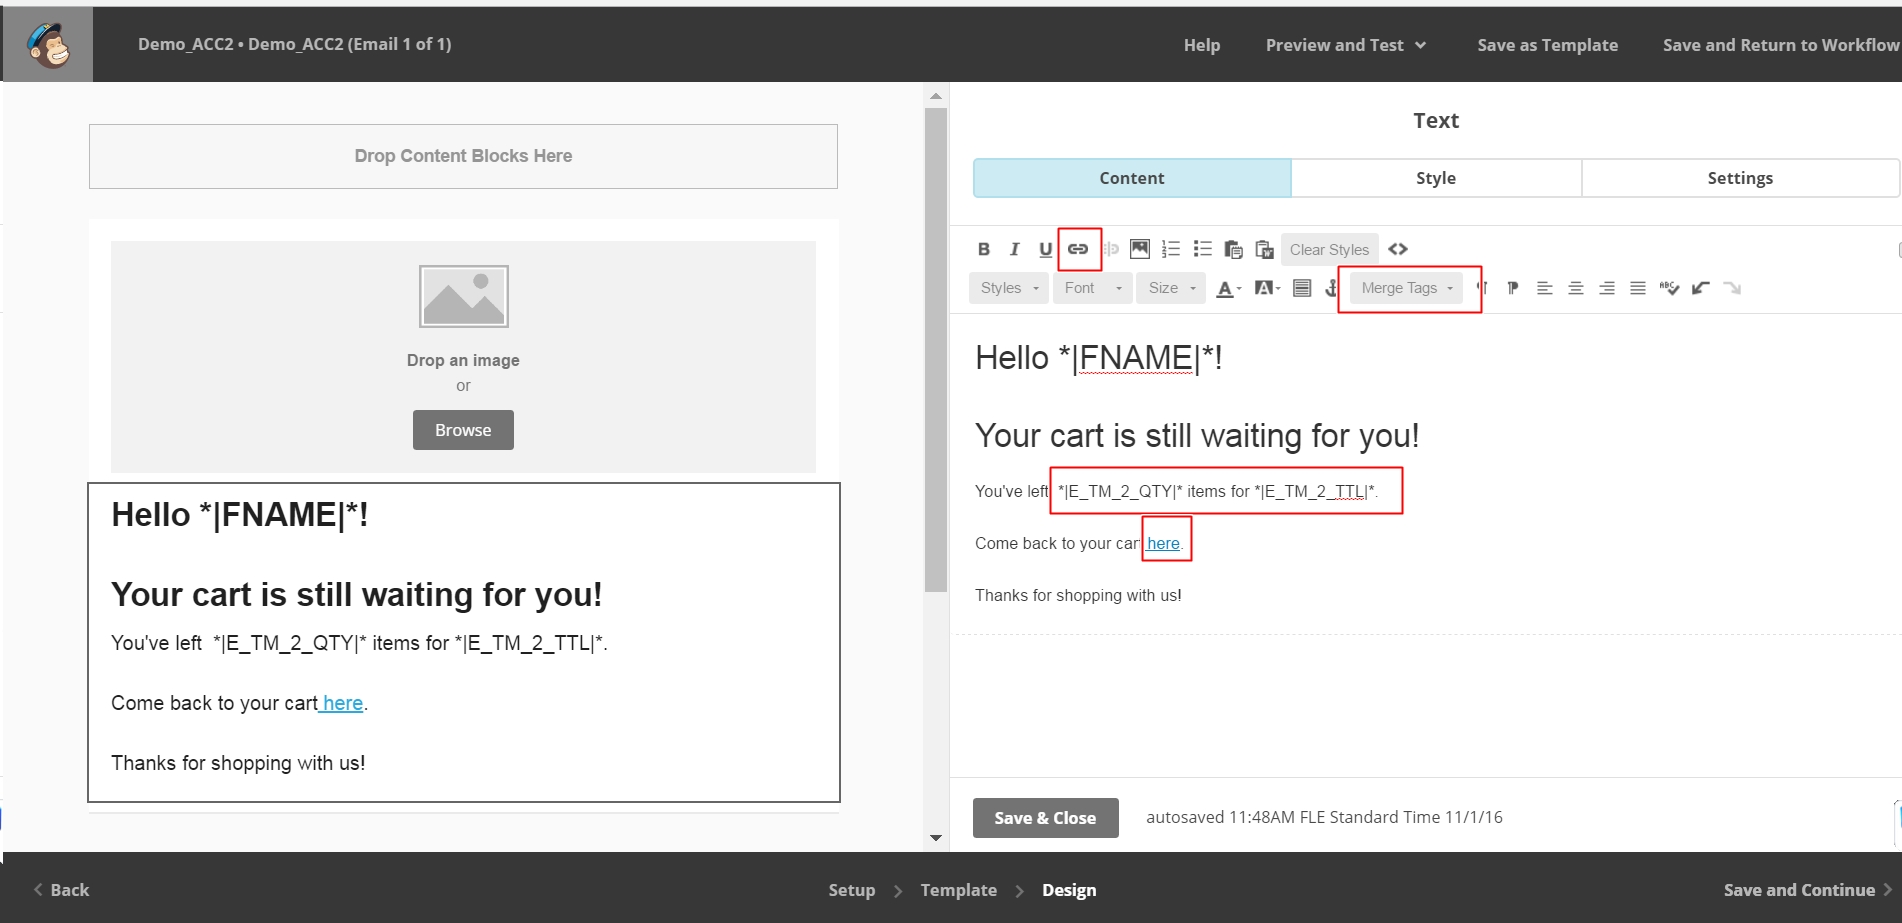 Demo_ACC2 • Demo_ACC2 (Email 1 of 1)
Help
Preview and Test
Save as Template
Save and Return to Workflow
Drop Content Blocks Here
Drop an image
or
Browse
Hello *|FNAME|*!
Your cart is still waiting for you!
You've left  *|E_TM_2_QTY|* items for *|E_TM_2_TTL|*.
Come back to your cart here.
Thanks for shopping with us!
Text
Content
Style
Settings
B I U
Clear Styles
Styles
Font
Size
A
A
Merge Tags
ABC
Hello *|FNAME|*!
Your cart is still waiting for you!
You've left *|E_TM_2_QTY|* items for *|E_TM_2_TTL|*.
Come back to your cart here.
Thanks for shopping with us!
Save & Close
autosaved 11:48AM FLE Standard Time 11/1/16
Back
Setup
Template
Design
Save and Continue